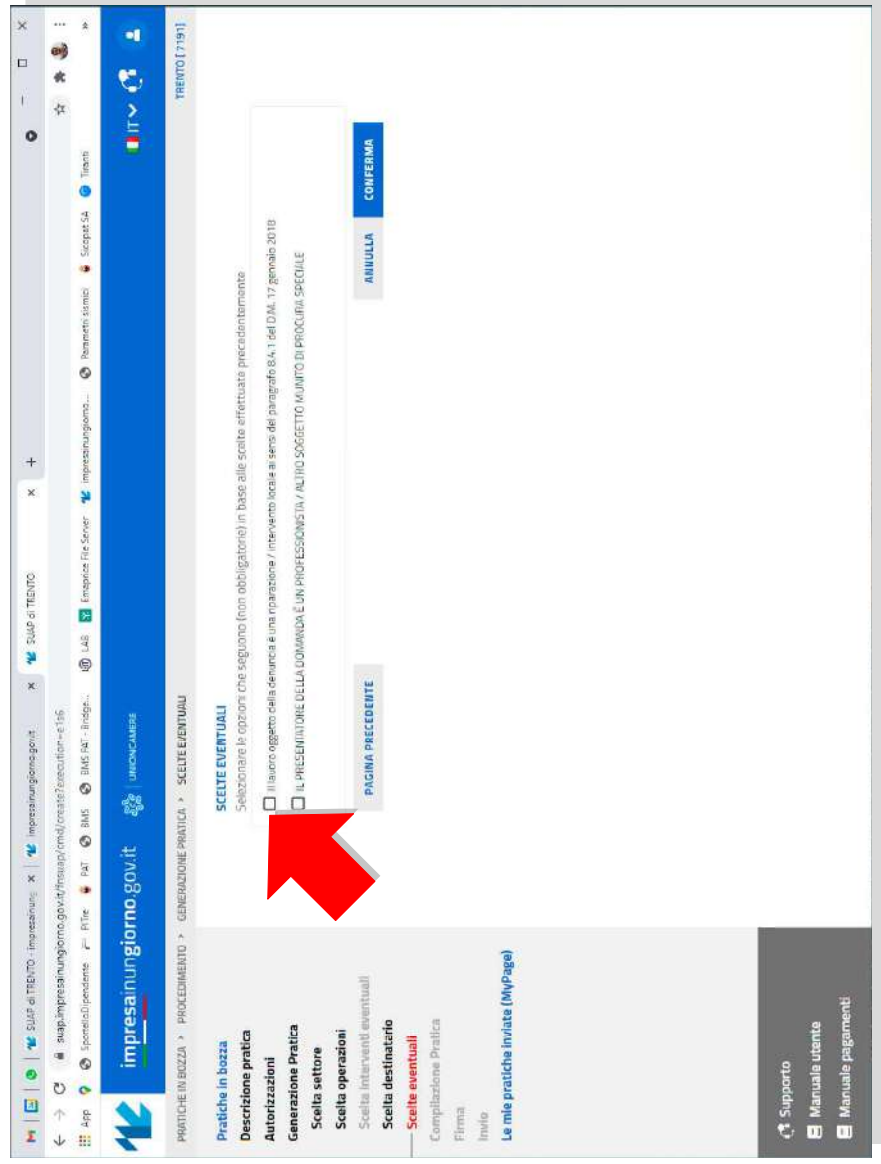 SUAP di TRENTO - impresainung
impresainungiorno.gov.it
SUAP di TRENTO
suap.impresainungiorno.gov.it/fnsuap/cmd/create?execution=e1s6
App
SportelloDipendente
PiTre
PAT
BMS
BMS PAT - Bridge...
LAB
Emaprice File Server
impresainungiorno...
Parametri sismici
Sicopat SA
Tiranti
impresainungiorno.gov.it
UNIONCAMERE
IT
PRATICHE IN BOZZA > PROCEDIMENTO > GENERAZIONE PRATICA > SCELTE EVENTUALI
TRENTO [ 7191]
Pratiche in bozza
Descrizione pratica
Autorizzazioni
Generazione Pratica
Scelta settore
Scelta operazioni
Scelta interventi eventuali
Scelta destinatario
Scelte eventuali
Compilazione Pratica
Firma
Invio
Le mie pratiche inviate (MyPage)
SCELTE EVENTUALI
Selezionare le opzioni che seguono (non obbligatorie) in base alle scelte effettuate precedentemente
Il lavoro oggetto della denuncia è una riparazione / intervento locale ai sensi del paragrafo 8.4.1 del D.M. 17 gennaio 2018
IL PRESENTATORE DELLA DOMANDA È UN PROFESSIONISTA / ALTRO SOGGETTO MUNITO DI PROCURA SPECIALE
PAGINA PRECEDENTE
ANNULLA
CONFERMA
Supporto
Manuale utente
Manuale pagamenti